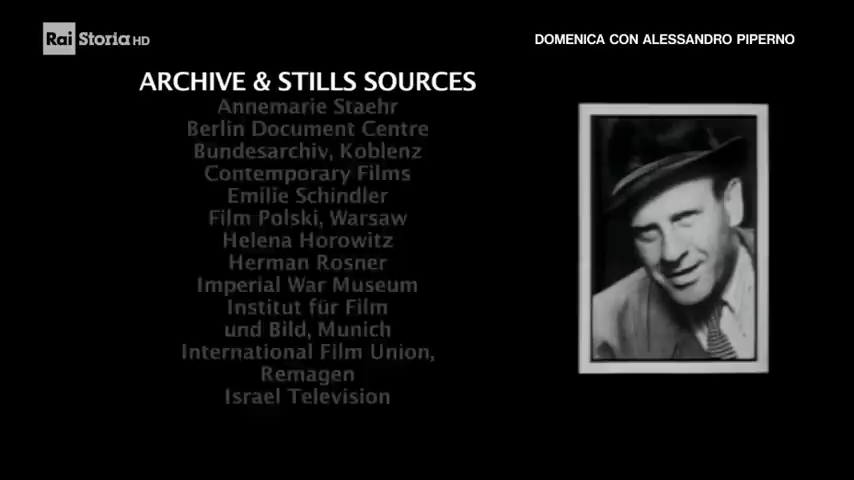 Rai Storia HD
DOMENICA CON ALESSANDRO PIPERNO
ARCHIVE & STILLS SOURCES
Annemarie Staehr
Berlin Document Centre
Bundesarchiv, Koblenz
Contemporary Films
Emilie Schindler
Film Polski, Warsaw
Helena Horowitz
Herman Rosner
Imperial War Museum
Institut für Film
und Bild, Munich
International Film Union,
Remagen
Israel Television